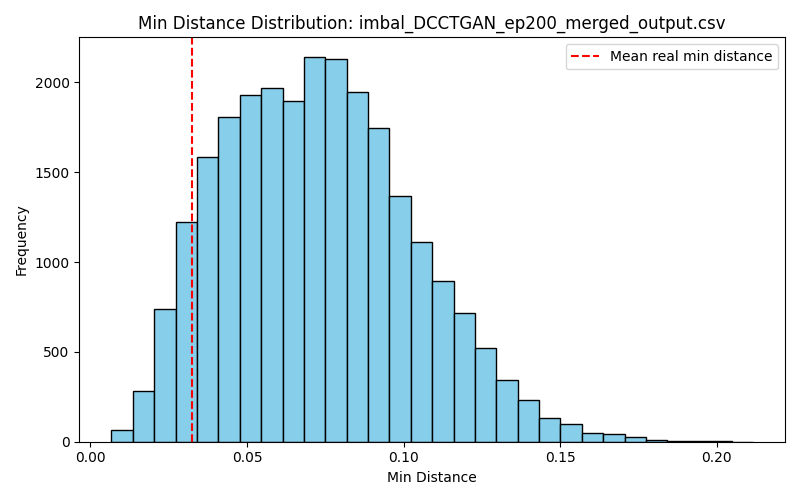 Min Distance Distribution: imbal_DCCTGAN_ep200_merged_output.csv
Mean real min distance
Frequency
2000
1500
1000
500
0
0.00 0.05 0.10 0.15 0.20
Min Distance